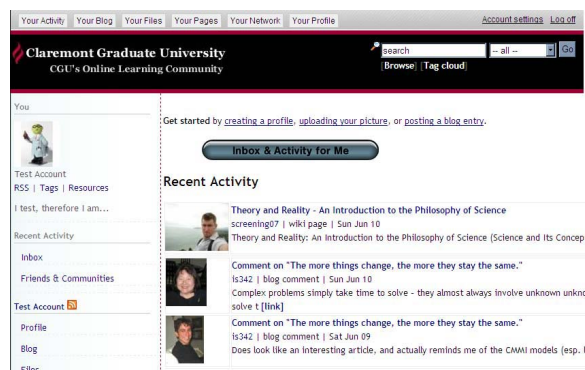 Your Activity Your Blog Your Files Your Pages Your Network Your Profile Account settings Log off
Claremont Graduate University
CGU's Online Learning Community
search -- all -- Go
[Browse] [Tag cloud]
You
Test Account
RSS | Tags | Resources
I test, therefore I am...
Recent Activity
Inbox
Friends & Communities
Test Account
Profile
Blog
Files
Get started by creating a profile, uploading your picture, or posting a blog entry.
Inbox & Activity for Me
Recent Activity
Theory and Reality - An Introduction to the Philosophy of Science
screening07 | wiki page | Sun Jun 10
Theory and Reality: An Introduction to the Philosophy of Science (Science and Its Concep
Comment on "The more things change, the more they stay the same."
is342 | blog comment | Sun Jun 10
Complex problems simply take time to solve - they almost always involve unknown unkno
solve t [link]
Comment on "The more things change, the more they stay the same."
is342 | blog comment | Sat Jun 09
Does look like an interesting article, and actually reminds me of the CMMI models (esp.